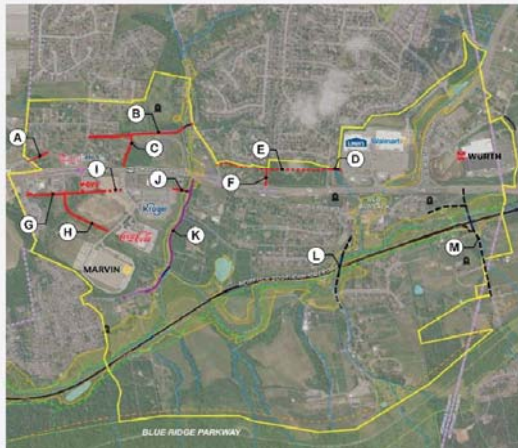 B
A
C
E
D
I
LOWE'S
Walmart
WÜRTH
J
F
G
Kroger
H
Coca-Cola
K
L
M
MARVIN
BLUE RIDGE PARKWAY